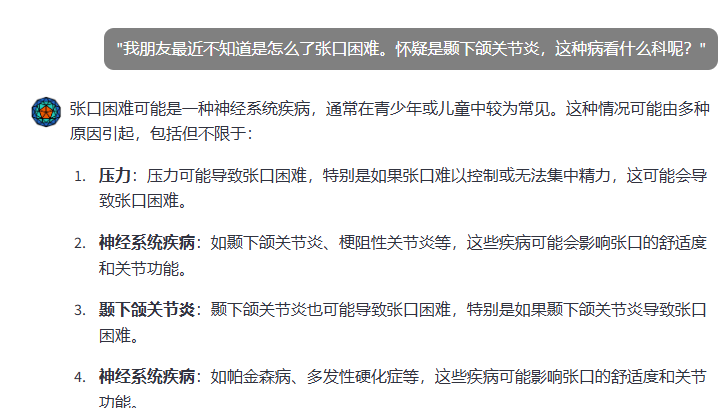 "我朋友最近不知道是怎么了张口困难。怀疑是颞下颌关节炎，这种病看什么科呢？"
张口困难可能是一种神经系统疾病，通常在青少年或儿童中较为常见。这种情况可能由多种
原因引起，包括但不限于：
1. 压力：压力可能导致张口困难，特别是如果张口难以控制或无法集中精力，这可能会导
致张口困难。
2. 神经系统疾病：如颞下颌关节炎、梗阻性关节炎等，这些疾病可能会影响张口的舒适度
和关节功能。
3. 颞下颌关节炎：颞下颌关节炎也可能导致张口困难，特别是如果颞下颌关节炎导致张口
困难。
4. 神经系统疾病：如帕金森病、多发性硬化症等，这些疾病可能影响张口的舒适度和关节
功能。